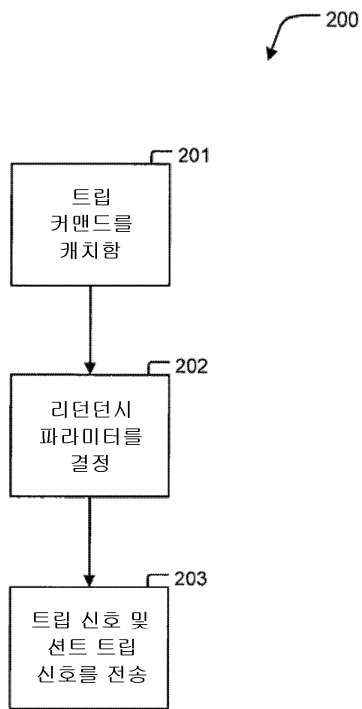 200
201
트립
커맨드를
캐치함
202
리던던시
파라미터를
결정
203
트립 신호 및
션트 트립
신호를 전송